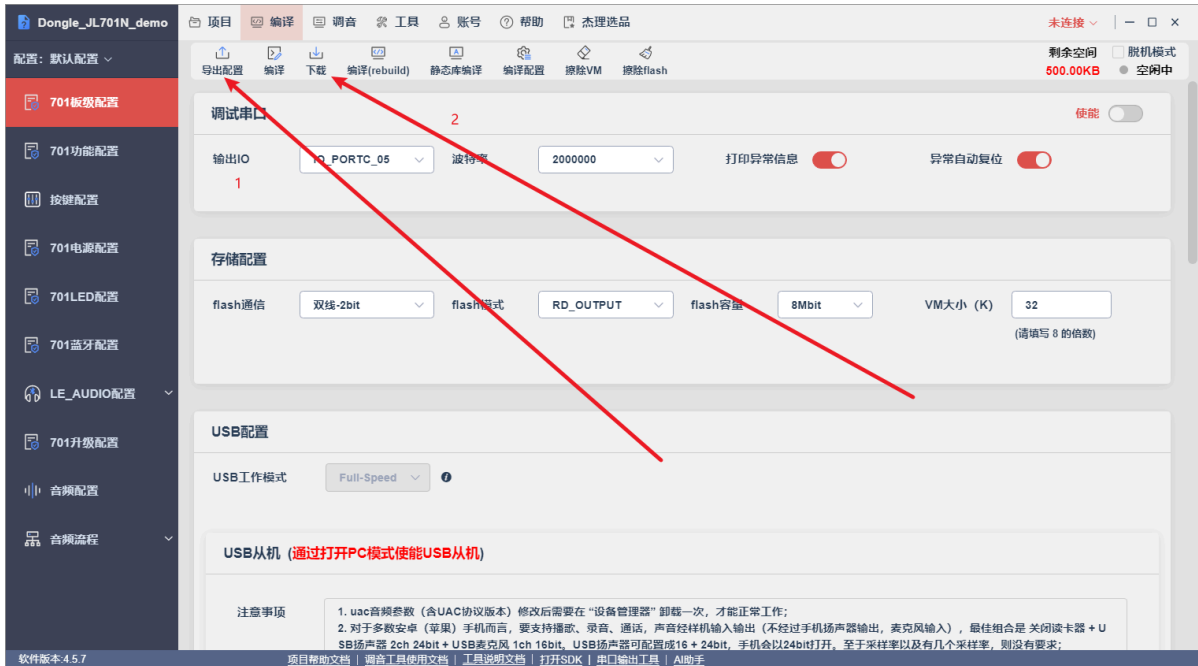 Dongle_JL701N_demo 项目 编译 调音 工具 账号 帮助 杰理选品 未连接
配置: 默认配置 导出配置 编译 下载 编译(rebuild) 静态库编译 编译配置 擦除VM 擦除flash 剩余空间 500.00KB 脱机模式 空闲中
701板级配置
701功能配置
按键配置
701电源配置
701LED配置
701蓝牙配置
LE_AUDIO配置
701升级配置
音频配置
音频流程
调试串口 2 使能
输出IO IO_PORTC_05 波特率 2000000 打印异常信息 异常自动复位
1
存储配置
flash通信 双线-2bit flash模式 RD_OUTPUT flash容量 8Mbit VM大小 (K) 32
(请填写 8 的倍数)
USB配置
USB工作模式 Full-Speed
USB从机 (通过打开PC模式使能USB从机)
注意事项 1. uac音频参数（含UAC协议版本）修改后需要在 “设备管理器” 卸载一次，才能正常工作;
2. 对于多数安卓（苹果）手机而言，要支持播歌、录音、通话，声音经样机输入输出（不经过手机扬声器输出，麦克风输入），最佳组合是 关闭读卡器 + U
SB扬声器 2ch 24bit + USB麦克风 1ch 16bit。USB扬声器可配置成16 + 24bit，手机会以24bit打开。至于采样率以及有几个采样率，则没有要求;
软件版本:4.5.7 项目帮助文档 | 调音工具使用文档 | 工具说明文档 | 打开SDK | 串口输出工具 | AI助手